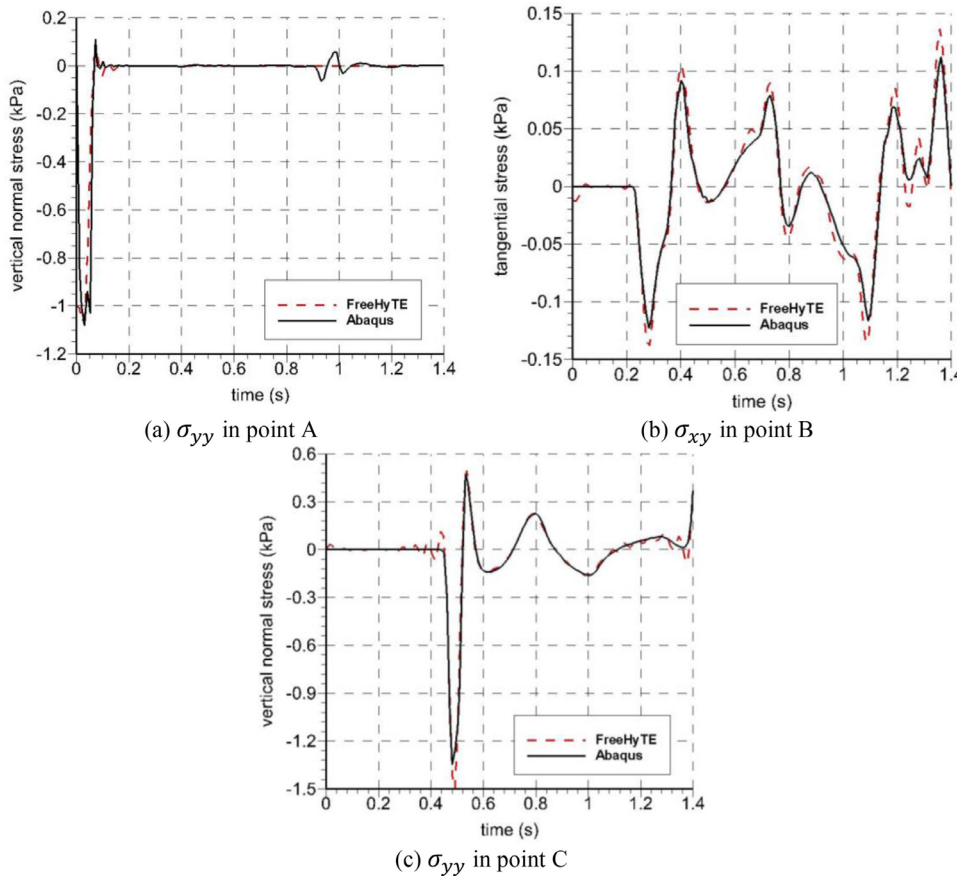 0.2
0
-0.2
-0.4
-0.6
-0.8
-1
-1.2
vertical normal stress (kPa)
FreeHyTE
Abaqus
0 0.2 0.4 0.6 0.8 1 1.2 1.4
time (s)
(a) σyy in point A
0.15
0.1
0.05
0
-0.05
-0.1
-0.15
tangential stress (kPa)
FreeHyTE
Abaqus
0 0.2 0.4 0.6 0.8 1 1.2 1.4
time (s)
(b) σxy in point B
0.6
0.3
0
-0.3
-0.6
-0.9
-1.2
-1.5
vertical normal stress (kPa)
FreeHyTE
Abaqus
0 0.2 0.4 0.6 0.8 1 1.2 1.4
time (s)
(c) σyy in point C